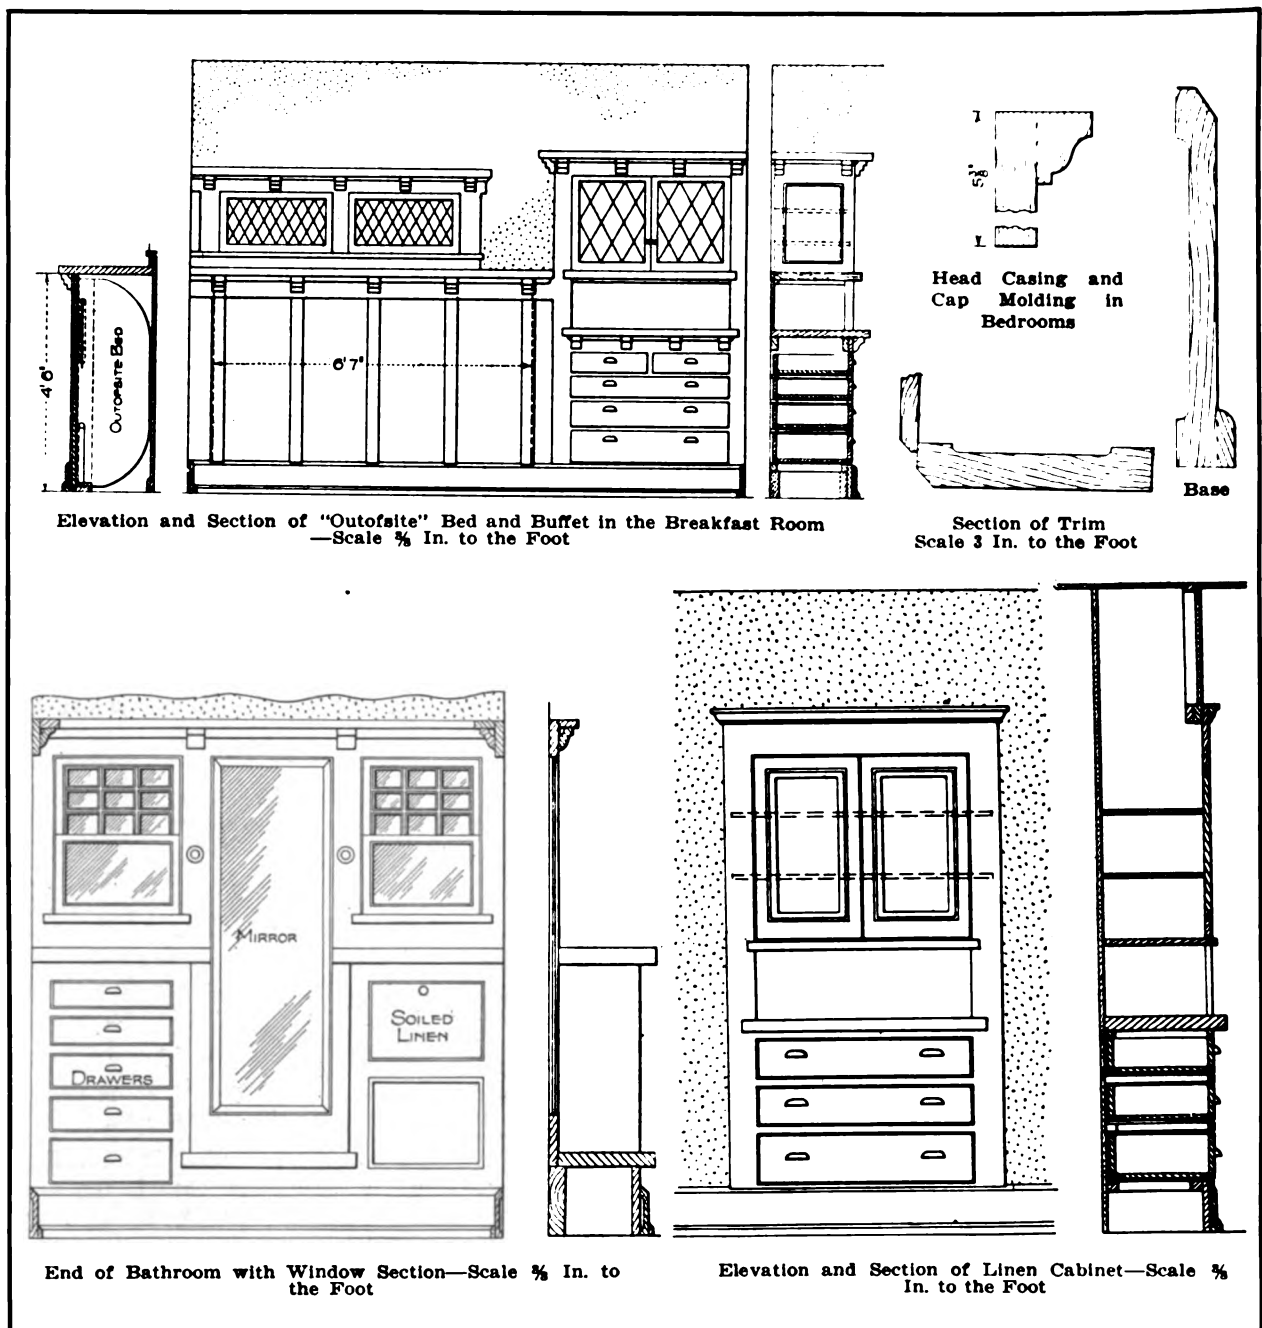 5 3/8"
Head Casing and
Cap Molding in
Bedrooms
4' 6"
OUTOFSITE BED
6' 7"
Base
Elevation and Section of "Outofsite" Bed and Buffet in the Breakfast Room
—Scale ⅜ In. to the Foot
Section of Trim
Scale 3 In. to the Foot
MIRROR
SOILED
LINEN
DRAWERS
End of Bathroom with Window Section—Scale ⅜ In. to
the Foot
Elevation and Section of Linen Cabinet—Scale ⅜
In. to the Foot